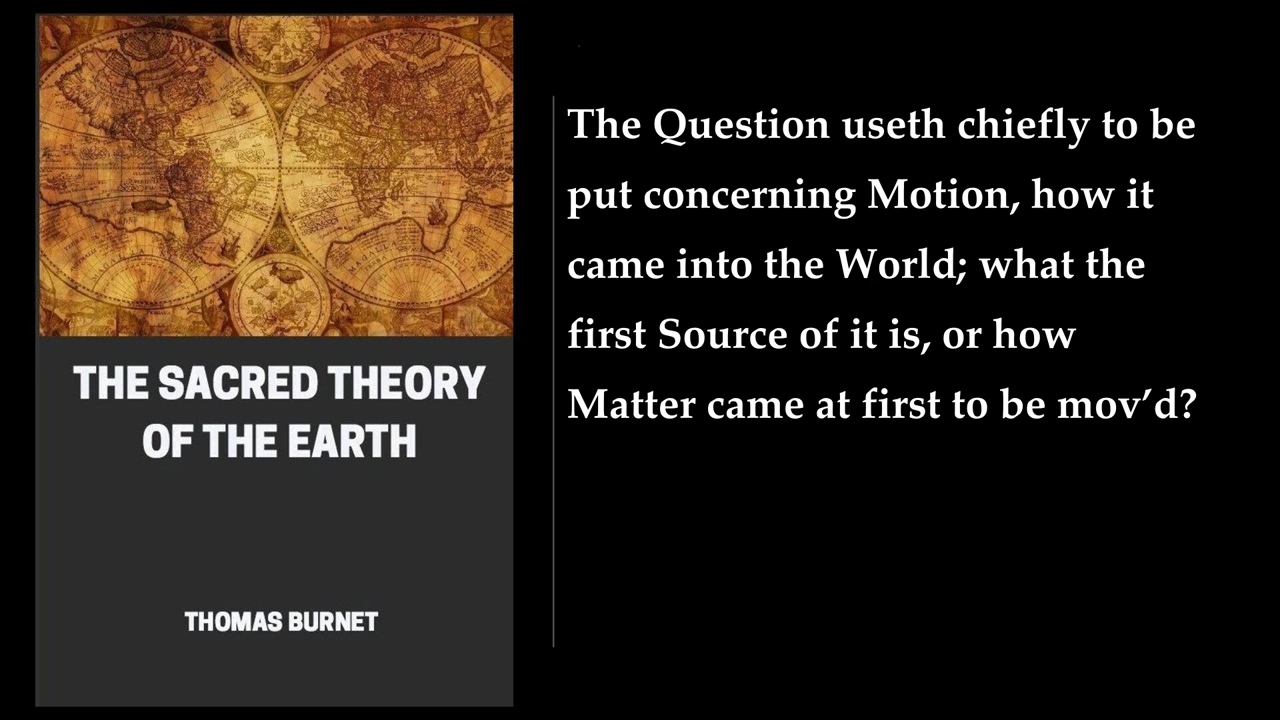 THE SACRED THEORY
OF THE EARTH
THOMAS BURNET
The Question useth chiefly to be
put concerning Motion, how it
came into the World; what the
first Source of it is, or how
Matter came at first to be mov’d?